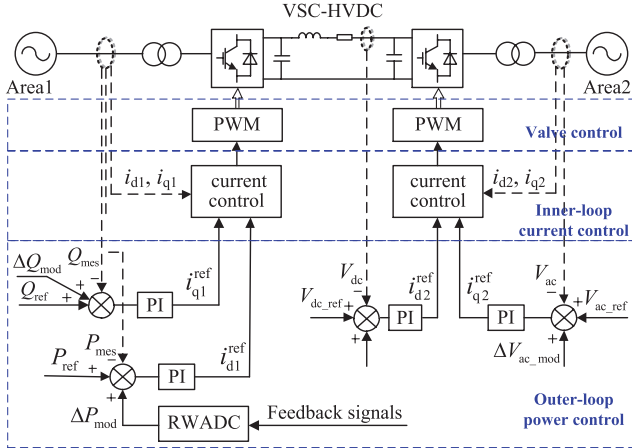 VSC-HVDC
Area1
Area2
PWM
PWM
Valve control
i_d1, i_q1
current control
current control
i_d2, i_q2
Inner-loop current control
ΔQ_mod
Q_mes
−
Q_ref
+
+
PI
i_q1^ref
V_dc
−
V_dc_ref
+
+
PI
i_d2^ref
i_q2^ref
PI
V_ac
−
+
V_ac_ref
+
ΔV_ac_mod
P_mes
−
P_ref
+
+
PI
i_d1^ref
ΔP_mod
RWADC
Feedback signals
Outer-loop power control